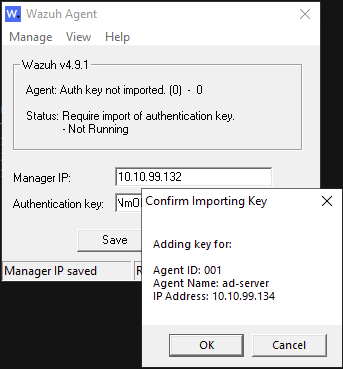 W. Wazuh Agent
Manage View Help
Wazuh v4.9.1
Agent: Auth key not imported. (0) - 0
Status: Require import of authentication key.
- Not Running
Manager IP: 10.10.99.132
Authentication key:
Save
Manager IP saved
Confirm Importing Key
Adding key for:
Agent ID: 001
Agent Name: ad-server
IP Address: 10.10.99.134
OK Cancel